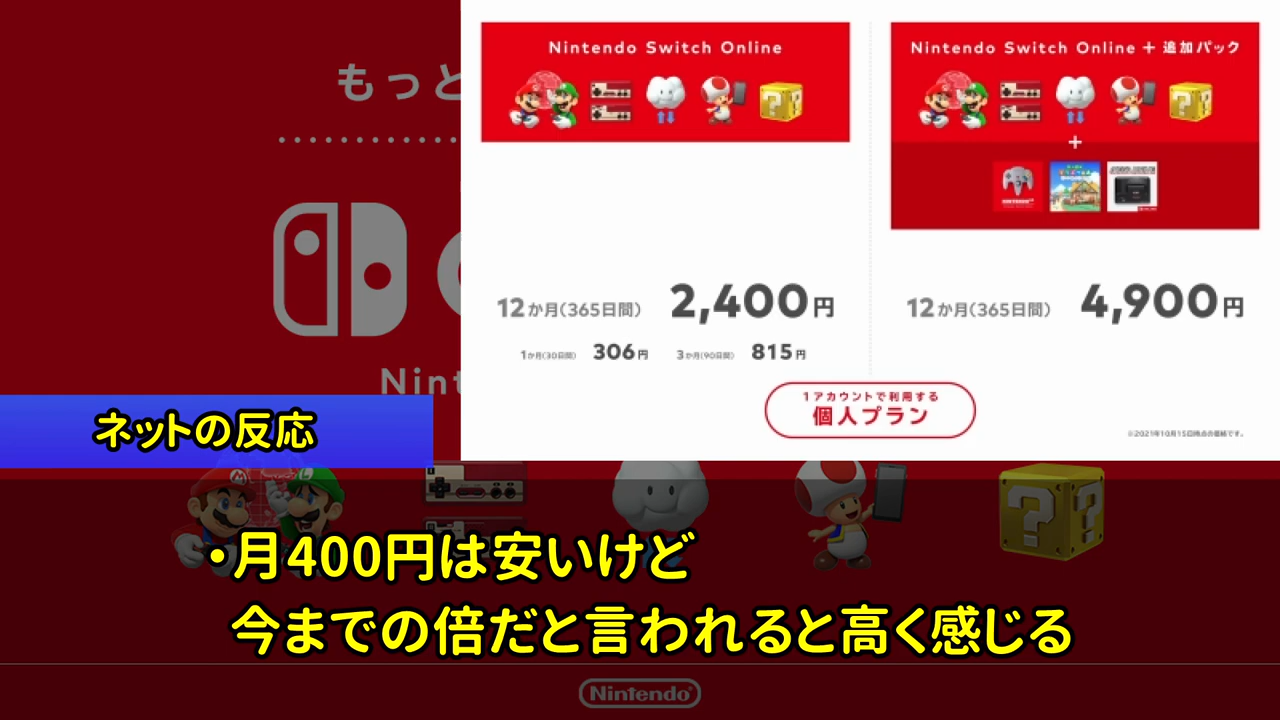 もっと
Nintendo Switch Online
Nintendo Switch Online + 追加パック
12か月(365日間) 2,400円
1か月(30日間) 306円 3か月(90日間) 815円
12か月(365日間) 4,900円
1アカウントで利用する
個人プラン
※2021年10月15日時点の価格です。
Nint
ネットの反応
・月400円は安いけど
今までの倍だと言われると高く感じる
Nintendo